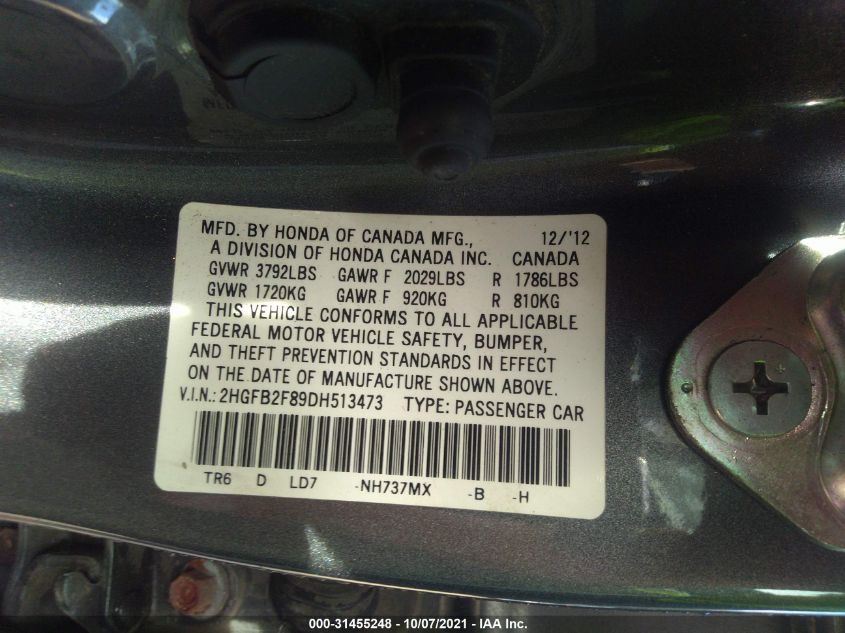 MFD. BY HONDA OF CANADA MFG., 12/'12
A DIVISION OF HONDA CANADA INC. CANADA
GVWR 3792LBS GAWR F 2029LBS R 1786LBS
GVWR 1720KG GAWR F 920KG R 810KG
THIS VEHICLE CONFORMS TO ALL APPLICABLE
FEDERAL MOTOR VEHICLE SAFETY, BUMPER,
AND THEFT PREVENTION STANDARDS IN EFFECT
ON THE DATE OF MANUFACTURE SHOWN ABOVE.
V.I.N.: 2HGFB2F89DH513473 TYPE: PASSENGER CAR
TR6 D LD7 -NH737MX -B -H
000-31455248 - 10/07/2021 - IAA Inc.